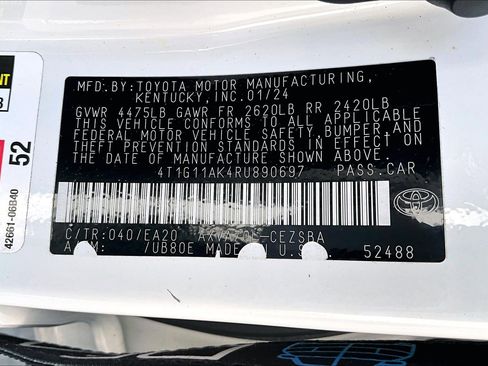 MFD. BY: TOYOTA MOTOR MANUFACTURING,
KENTUCKY, INC. 01/24
GVWR 4475LB GAWR FR 2620LB RR 2420LB
THIS VEHICLE CONFORMS TO ALL APPLICABLE
FEDERAL MOTOR VEHICLE SAFETY, BUMPER, AND
THEFT PREVENTION STANDARDS IN EFFECT ON
THE DATE OF MANUFACTURE SHOWN ABOVE.
4T1G11AK4RU890697 PASS.CAR
C/TR:040/EA20
-CEZSBA
/UB80E MADE
52488
52
42661-06B40